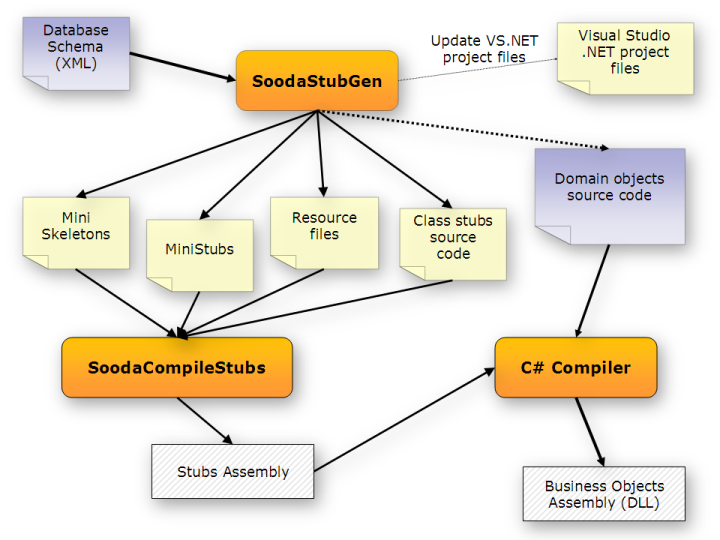 Database
Schema
(XML)
SoodaStubGen
Update VS.NET
project files
Visual Studio
.NET project
files
Mini
Skeletons
MiniStubs
Resource
files
Class stubs
source
code
Domain objects
source code
SoodaCompileStubs
C# Compiler
Stubs Assembly
Business Objects
Assembly (DLL)